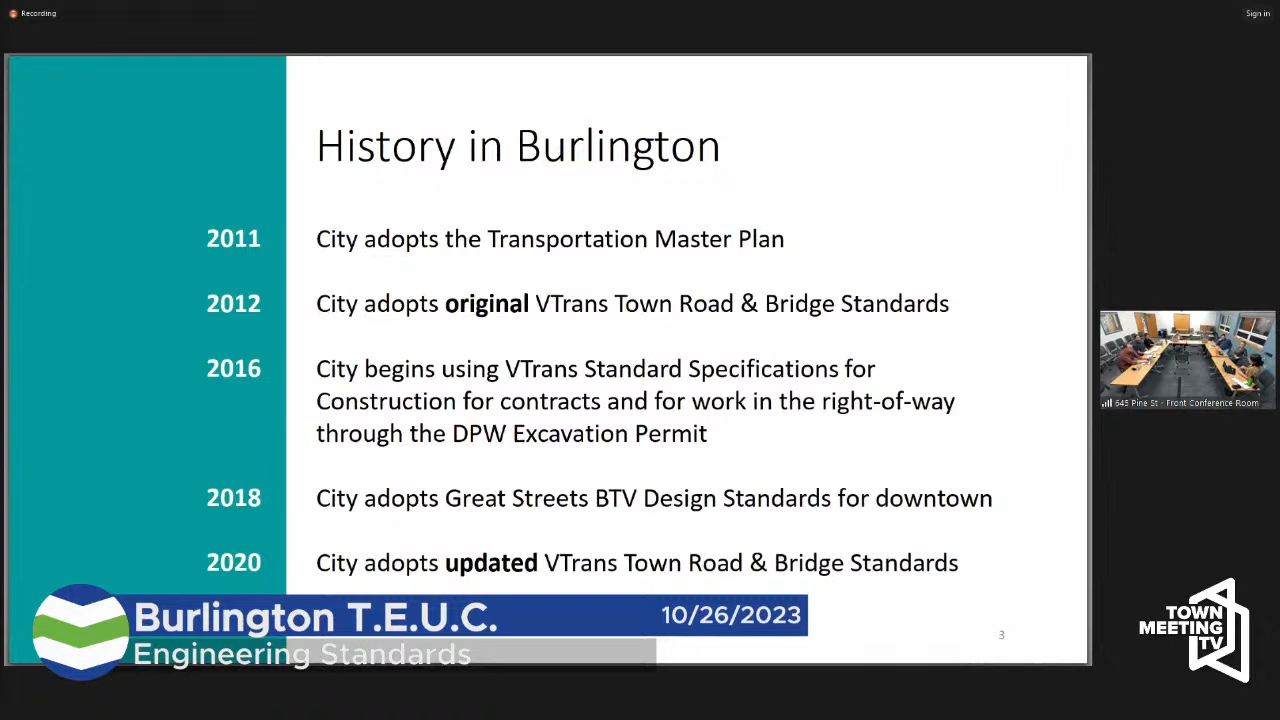 Recording
Sign in
History in Burlington
2011 City adopts the Transportation Master Plan
2012 City adopts original VTrans Town Road & Bridge Standards
2016 City begins using VTrans Standard Specifications for
Construction for contracts and for work in the right-of-way
through the DPW Excavation Permit
2018 City adopts Great Streets BTV Design Standards for downtown
2020 City adopts updated VTrans Town Road & Bridge Standards
645 Pine St - Front Conference Room
Burlington T.E.U.C. 10/26/2023
Engineering Standards
3
TOWN
MEETING
TV